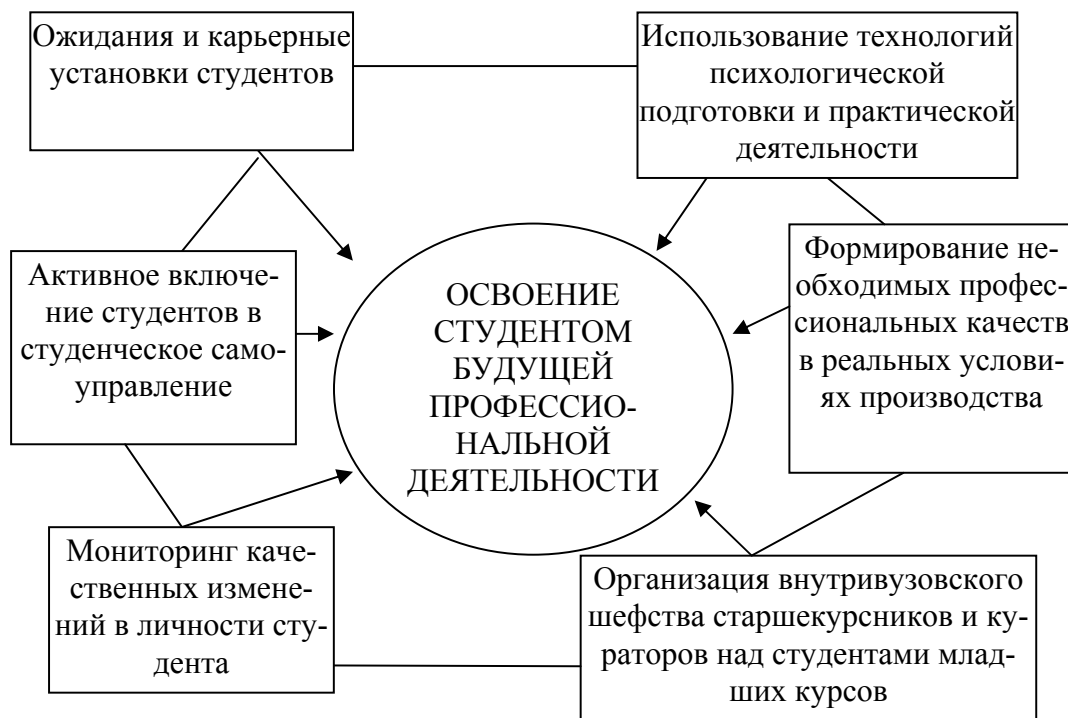 Ожидания и карьерные
установки студентов
Использование технологий
психологической
подготовки и практической
деятельности
Активное включе-
ние студентов в
студенческое само-
управление
ОСВОЕНИЕ
СТУДЕНТОМ
БУДУЩЕЙ
ПРОФЕССИО-
НАЛЬНОЙ
ДЕЯТЕЛЬНОСТИ
Формирование не-
обходимых профес-
сиональных качеств
в реальных услови-
ях производства
Мониторинг каче-
ственных измене-
ний в личности сту-
дента
Организация внутривузовского
шефства старшекурсников и ку-
раторов над студентами млад-
ших курсов